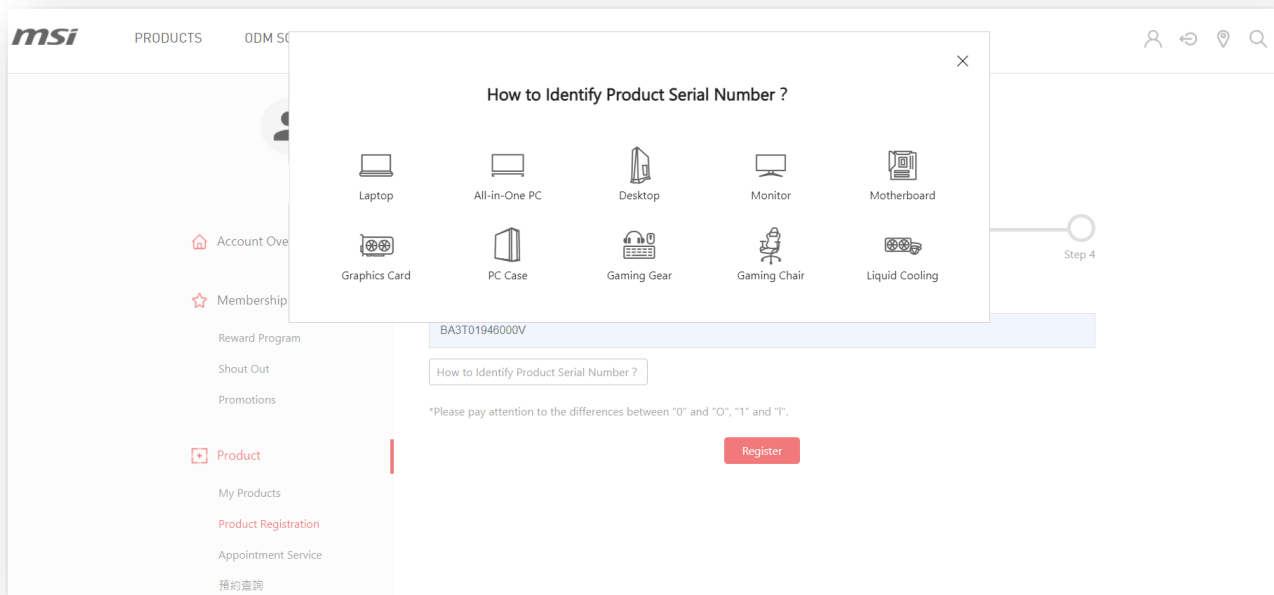 msi
PRODUCTS
ODM SO
How to Identify Product Serial Number ?
Laptop
All-in-One PC
Desktop
Monitor
Motherboard
Graphics Card
PC Case
Gaming Gear
Gaming Chair
Liquid Cooling
Account Ove
Membership
Reward Program
Shout Out
Promotions
Product
My Products
Product Registration
Appointment Service
預約查詢
Step 4
BA3T01946000V
How to Identify Product Serial Number ?
*Please pay attention to the differences between "0" and "O", "1" and "I".
Register